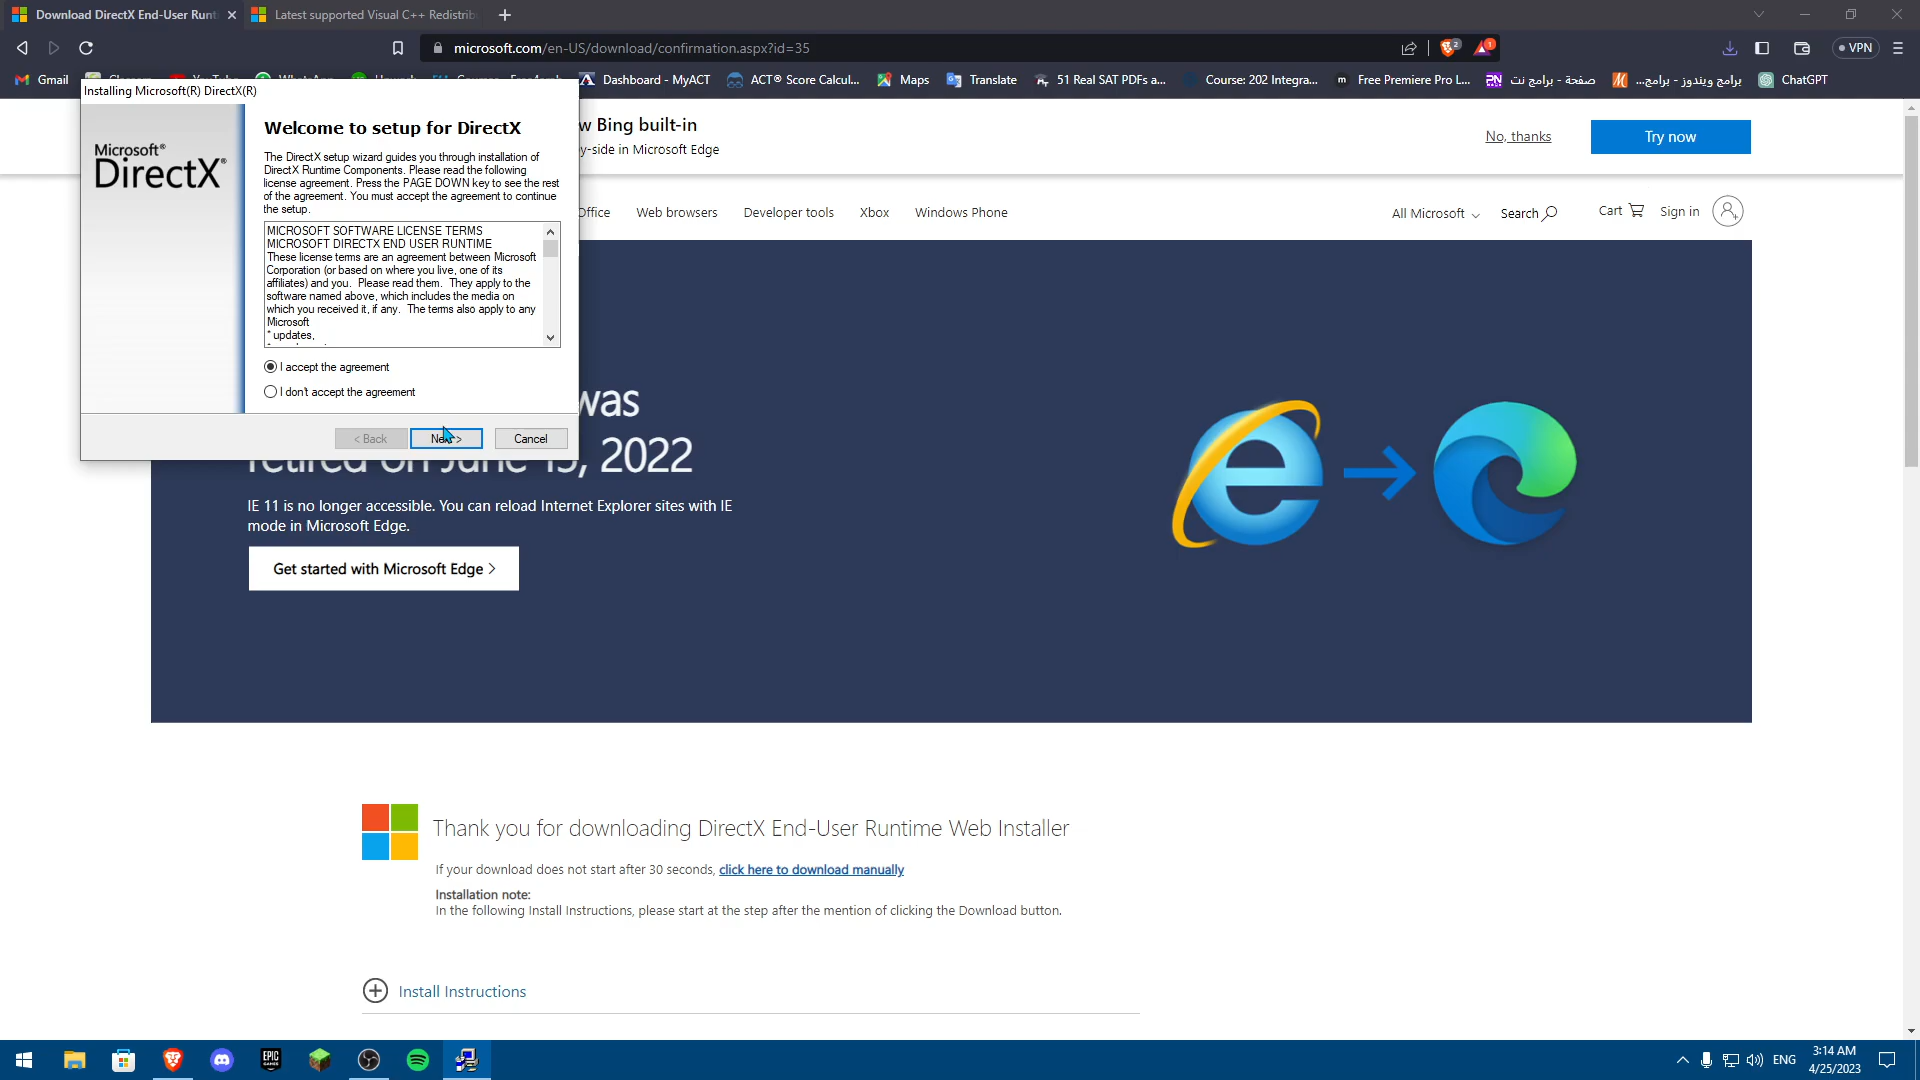 Download DirectX End-User Runt
Latest supported Visual C++ Redistrib
microsoft.com/en-US/download/confirmation.aspx?id=35
2
1
VPN
Gmail
Dashboard - MyACT
ACT® Score Calcul...
Maps
Translate
51 Real SAT PDFs a...
Course: 202 Integra...
Free Premiere Pro L...
صفحة - برامج نت
برامج ويندوز - برامج...
ChatGPT
Installing Microsoft(R) DirectX(R)
Microsoft®
DirectX®
Welcome to setup for DirectX
The DirectX setup wizard guides you through installation of
DirectX Runtime Components. Please read the following
license agreement. Press the PAGE DOWN key to see the rest
of the agreement. You must accept the agreement to continue
the setup.
MICROSOFT SOFTWARE LICENSE TERMS
MICROSOFT DIRECTX END USER RUNTIME
These license terms are an agreement between Microsoft
Corporation (or based on where you live, one of its
affiliates) and you. Please read them. They apply to the
software named above, which includes the media on
which you received it, if any. The terms also apply to any
Microsoft
* updates,
I accept the agreement
I don't accept the agreement
< Back
Next >
Cancel
w Bing built-in
y-side in Microsoft Edge
No, thanks
Try now
Office
Web browsers
Developer tools
Xbox
Windows Phone
All Microsoft
Search
Cart
Sign in
was
retired on June 15, 2022
IE 11 is no longer accessible. You can reload Internet Explorer sites with IE
mode in Microsoft Edge.
Get started with Microsoft Edge >
Thank you for downloading DirectX End-User Runtime Web Installer
If your download does not start after 30 seconds, click here to download manually
Installation note:
In the following Install Instructions, please start at the step after the mention of clicking the Download button.
Install Instructions
EPIC
GAMES
ENG
3:14 AM
4/25/2023